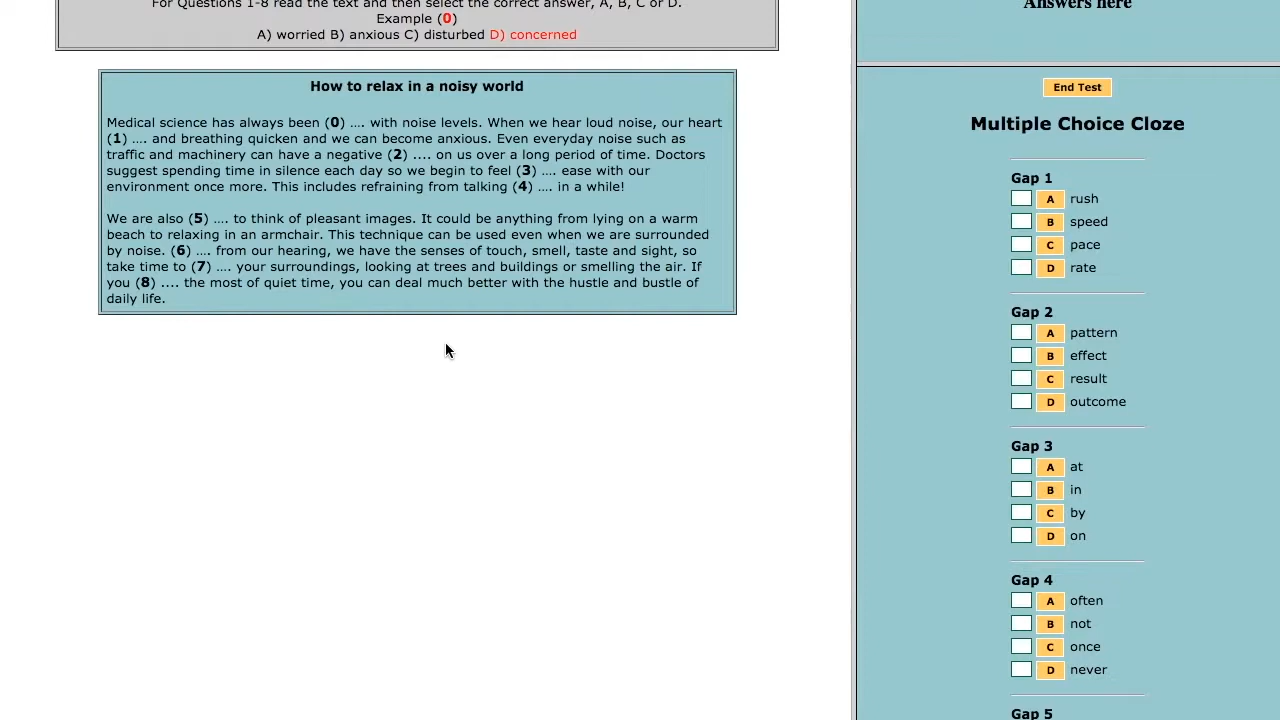 For Questions 1-8 read the text and then select the correct answer, A, B, C or D.
Example (0)
A) worried B) anxious C) disturbed D) concerned
How to relax in a noisy world
Medical science has always been (0) .... with noise levels. When we hear loud noise, our heart
(1) .... and breathing quicken and we can become anxious. Even everyday noise such as
traffic and machinery can have a negative (2) .... on us over a long period of time. Doctors
suggest spending time in silence each day so we begin to feel (3) .... ease with our
environment once more. This includes refraining from talking (4) .... in a while!
We are also (5) .... to think of pleasant images. It could be anything from lying on a warm
beach to relaxing in an armchair. This technique can be used even when we are surrounded
by noise. (6) .... from our hearing, we have the senses of touch, smell, taste and sight, so
take time to (7) .... your surroundings, looking at trees and buildings or smelling the air. If
you (8) .... the most of quiet time, you can deal much better with the hustle and bustle of
daily life.
Answers here
End Test
Multiple Choice Cloze
Gap 1
A rush
B speed
C pace
D rate
Gap 2
A pattern
B effect
C result
D outcome
Gap 3
A at
B in
C by
D on
Gap 4
A often
B not
C once
D never
Gap 5